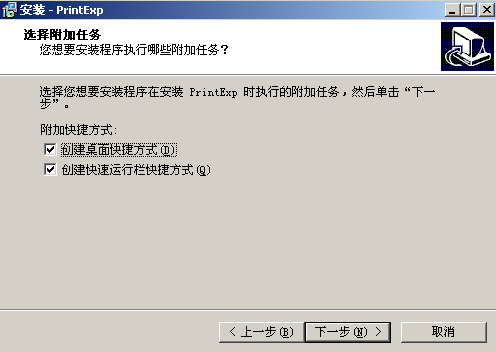 安装 - PrintExp
选择附加任务
您想要安装程序执行哪些附加任务？
选择您想要安装程序在安装 PrintExp 时执行的附加任务，然后单击“下一
步”。
附加快捷方式:
创建桌面快捷方式(D)
创建快速运行栏快捷方式(Q)
< 上一步(B) 下一步(N) > 取消